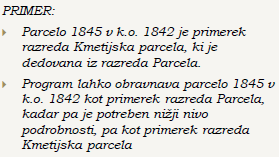 PRIMER:
Parcelo 1845 v k.o. 1842 je primerek
razreda Kmetijska parcela, ki je
dedovana iz razreda Parcela.
Program lahko obravnava parcelo 1845 v
k.o. 1842 kot primerek razreda Parcela,
kadar pa je potreben nižji nivo
podrobnosti, pa kot primerek razreda
Kmetijska parcela